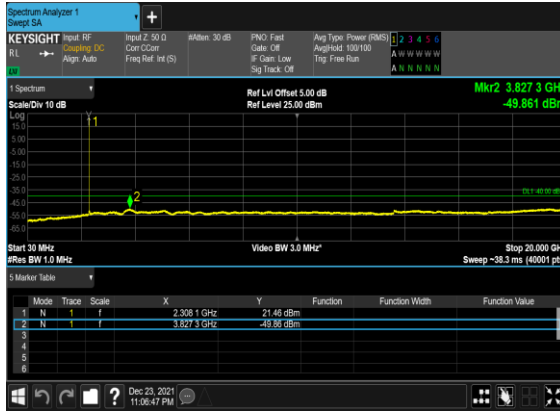 Spectrum Analyzer 1
Swept SA
+
KEYSIGHT Input: RF Input Z: 50 Ω #Atten: 30 dB PNO: Fast Avg Type: Power (RMS) 1 2 3 4 5 6
RL Coupling: DC Corr CCorr Gate: Off Avg|Hold: 100/100 A W W W W W
Align: Auto Freq Ref: Int (S) IF Gain: Low Trig: Free Run
LU Sig Track: Off A N N N N N
1 Spectrum Ref Lvl Offset 5.00 dB Mkr2 3.827 3 GH
Scale/Div 10 dB Ref Level 25.00 dBm -49.861 dBr
Log
15.0
5.00
-5.00
-15.0
-25.0
-35.0
-45.0
-55.0
-65.0
1
2
Start 30 MHz Video BW 3.0 MHz* Stop 20.000 GH
#Res BW 1.0 MHz Sweep ~38.3 ms (40001 pts
5 Marker Table
Mode Trace Scale X Y Function Function Width Function Value
1 N 1 f 2.308 1 GHz 21.46 dBm
2 N 1 f 3.827 3 GHz -49.86 dBm
3
4
5
6
? Dec 23, 2021
11:06:47 PM